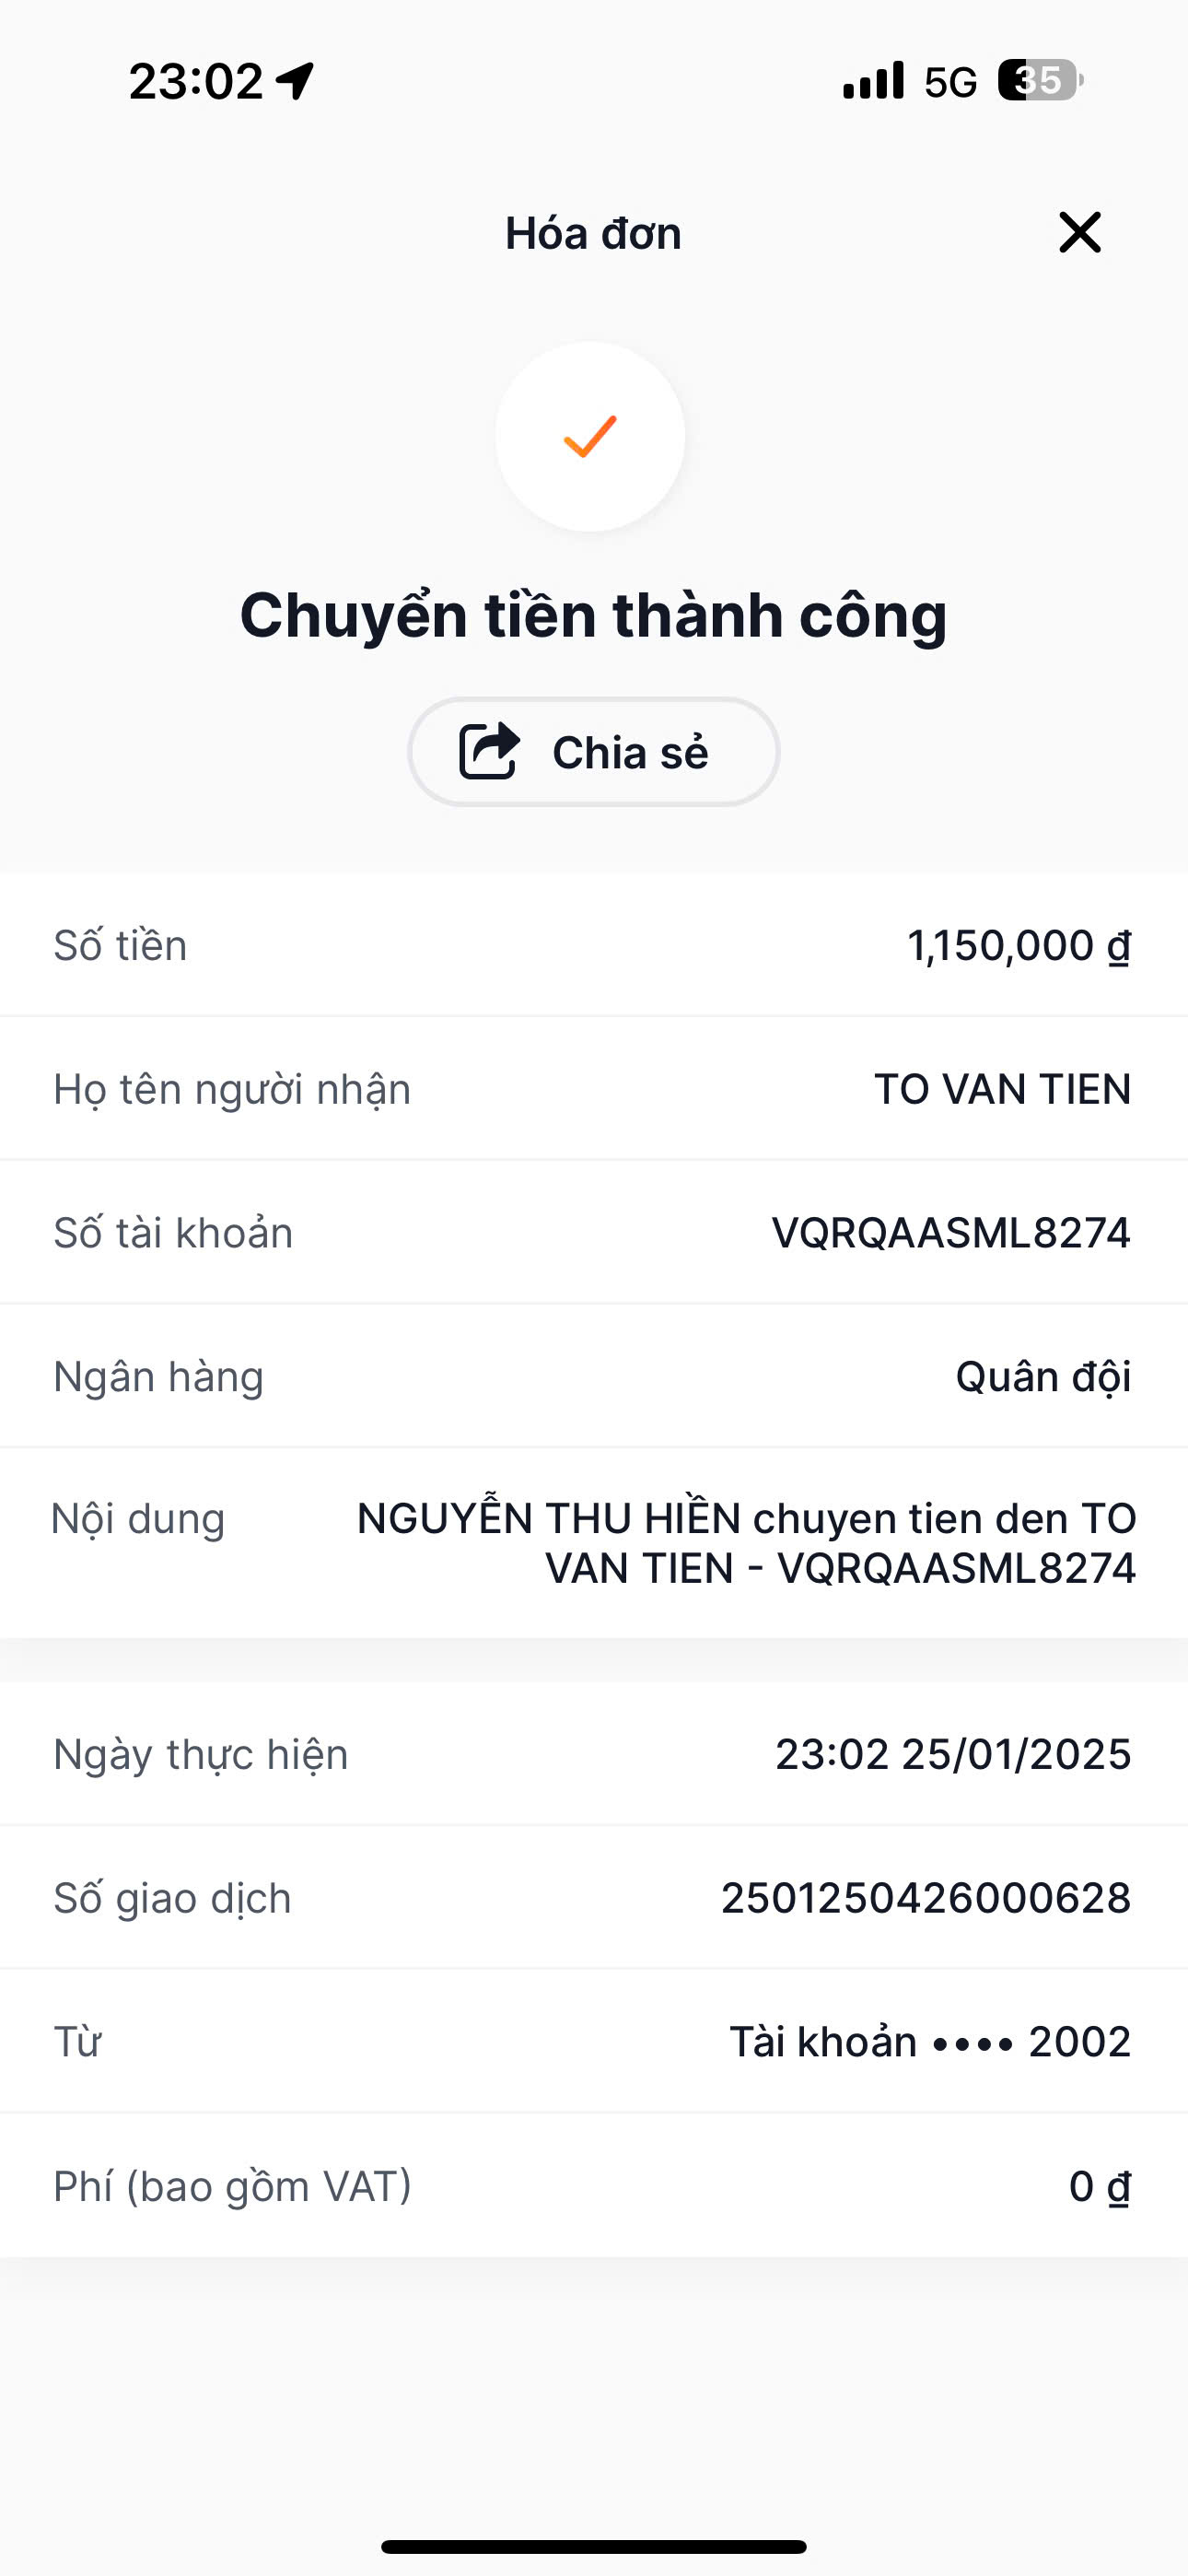 23:02 5G 35
Hóa đơn
Chuyển tiền thành công
Chia sẻ
Số tiền 1,150,000 ₫
Họ tên người nhận TO VAN TIEN
Số tài khoản VQRQAASML8274
Ngân hàng Quân đội
Nội dung NGUYỄN THU HIỀN chuyen tien den TO
VAN TIEN - VQRQAASML8274
Ngày thực hiện 23:02 25/01/2025
Số giao dịch 2501250426000628
Từ Tài khoản •••• 2002
Phí (bao gồm VAT) 0 ₫